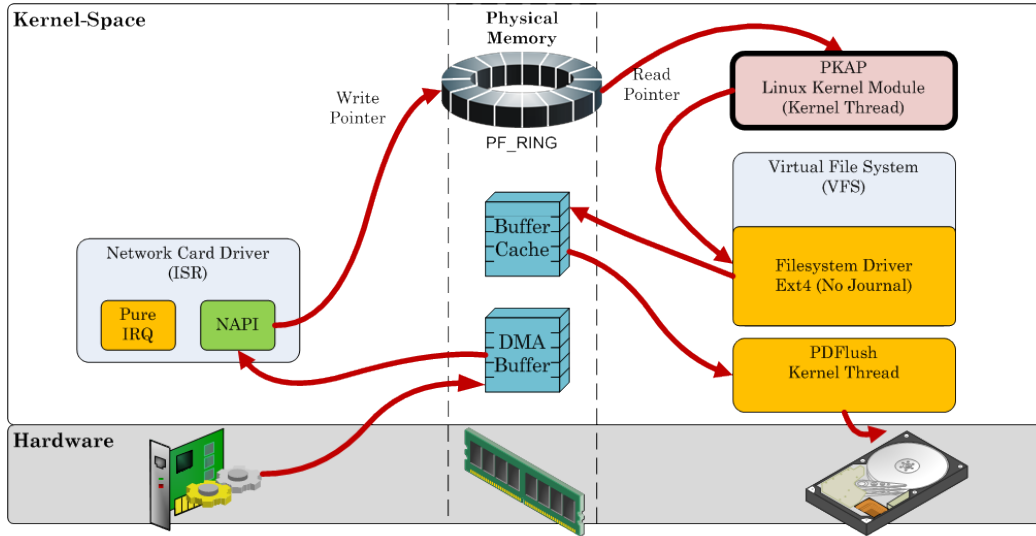 Kernel-Space
Physical
Memory
Write
Pointer
Read
Pointer
PF_RING
PKAP
Linux Kernel Module
(Kernel Thread)
Virtual File System
(VFS)
Filesystem Driver
Ext4 (No Journal)
Buffer
Cache
Network Card Driver
(ISR)
Pure
IRQ
NAPI
DMA
Buffer
PDFlush
Kernel Thread
Hardware